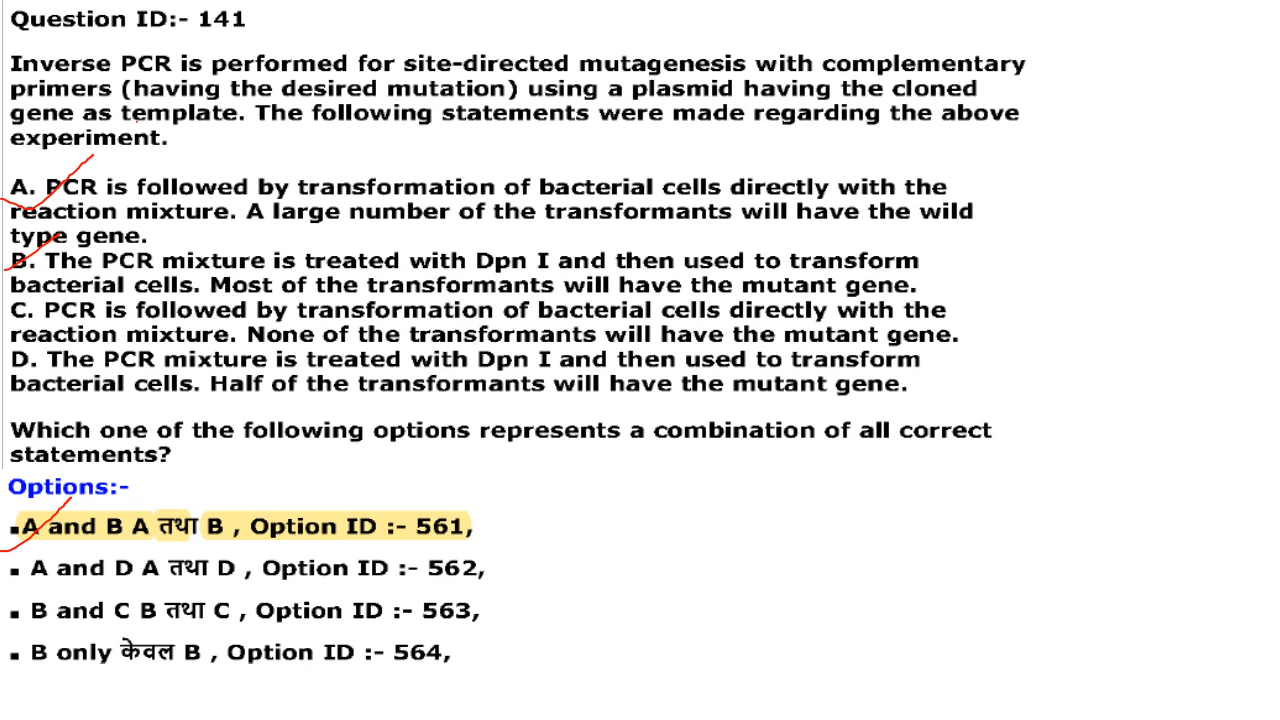 Question ID:- 141
Inverse PCR is performed for site-directed mutagenesis with complementary
primers (having the desired mutation) using a plasmid having the cloned
gene as template. The following statements were made regarding the above
experiment.
A. PCR is followed by transformation of bacterial cells directly with the
reaction mixture. A large number of the transformants will have the wild
type gene.
B. The PCR mixture is treated with Dpn I and then used to transform
bacterial cells. Most of the transformants will have the mutant gene.
C. PCR is followed by transformation of bacterial cells directly with the
reaction mixture. None of the transformants will have the mutant gene.
D. The PCR mixture is treated with Dpn I and then used to transform
bacterial cells. Half of the transformants will have the mutant gene.
Which one of the following options represents a combination of all correct
statements?
Options:-
▪ A and B A तथा B , Option ID :- 561,
▪ A and D A तथा D , Option ID :- 562,
▪ B and C B तथा C , Option ID :- 563,
▪ B only केवल B , Option ID :- 564,